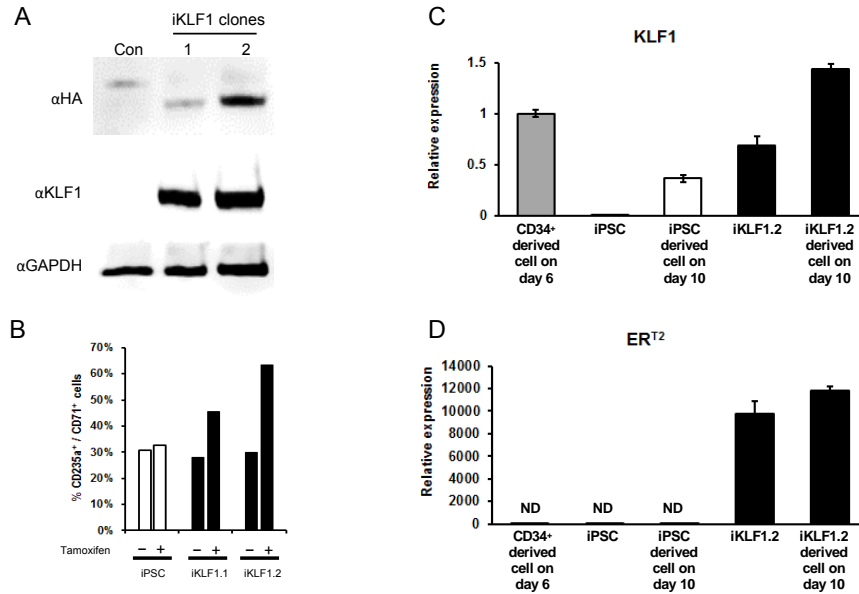 A
iKLF1 clones
Con 1 2
αHA
αKLF1
αGAPDH
B
70%
60%
50%
40%
30%
20%
10%
0%
% CD235a⁺ / CD71⁺ cells
Tamoxifen − + − + − +
iPSC iKLF1.1 iKLF1.2
C
KLF1
1.5
1
0.5
0
Relative expression
CD34⁺ derived cell on day 6
iPSC
iPSC derived cell on day 10
iKLF1.2
iKLF1.2 derived cell on day 10
D
ERᵀ²
14000
12000
10000
8000
6000
4000
2000
0
Relative expression
ND ND ND
CD34⁺ derived cell on day 6
iPSC
iPSC derived cell on day 10
iKLF1.2
iKLF1.2 derived cell on day 10